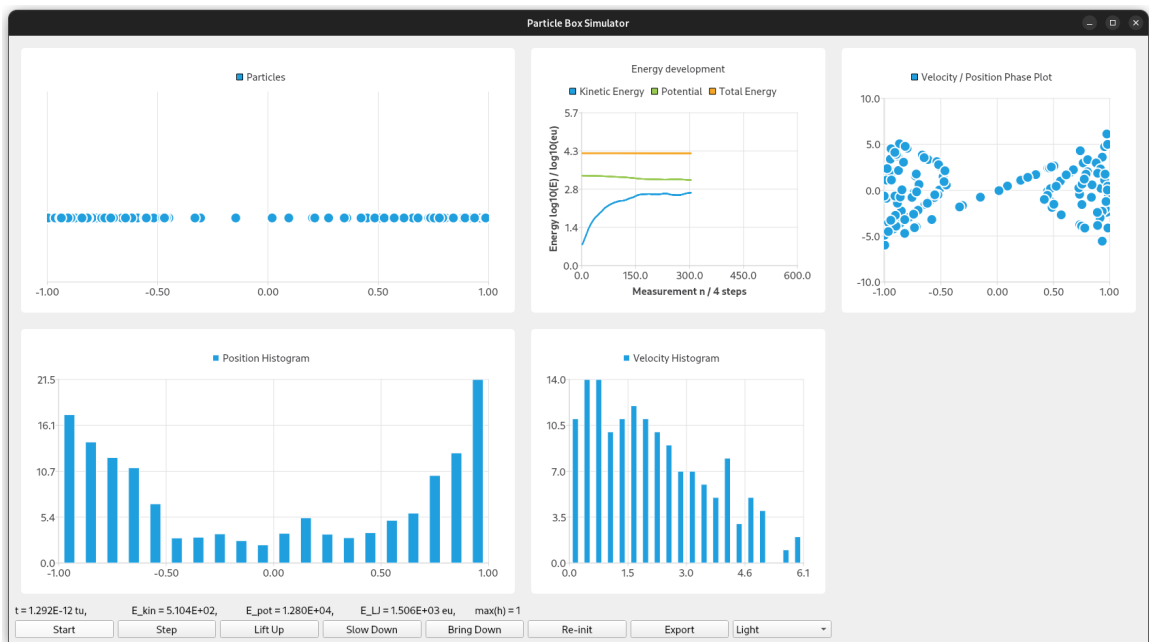 Particle Box Simulator
Particles
-1.00 -0.50 0.00 0.50 1.00
Energy development
Kinetic Energy Potential Total Energy
Energy log10(E) / log10(eu)
5.7
4.3
2.8
1.4
0.0
0.0 150.0 300.0 450.0 600.0
Measurement n / 4 steps
Velocity / Position Phase Plot
10.0
5.0
0.0
-5.0
-10.0
-1.00 -0.50 0.00 0.50 1.00
Position Histogram
21.5
16.1
10.7
5.4
0.0
-1.00 -0.50 0.00 0.50 1.00
Velocity Histogram
14.0
10.5
7.0
3.5
0.0
0.0 1.5 3.0 4.6 6.1
t = 1.292E-12 tu, E_kin = 5.104E+02, E_pot = 1.280E+04, E_LJ = 1.506E+03 eu, max(h) = 1
Start Step Lift Up Slow Down Bring Down Re-init Export Light